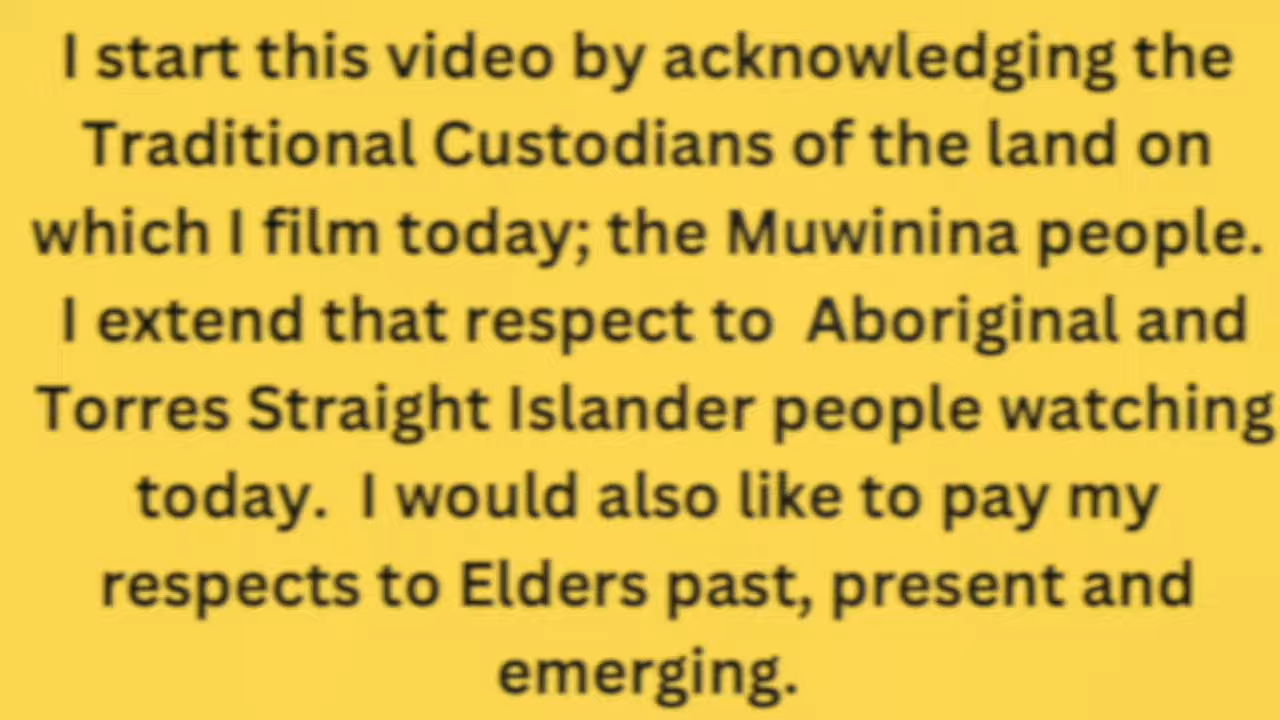 I start this video by acknowledging the
Traditional Custodians of the land on
which I film today; the Muwinina people.
I extend that respect to  Aboriginal and
Torres Straight Islander people watching
today.  I would also like to pay my
respects to Elders past, present and
emerging.